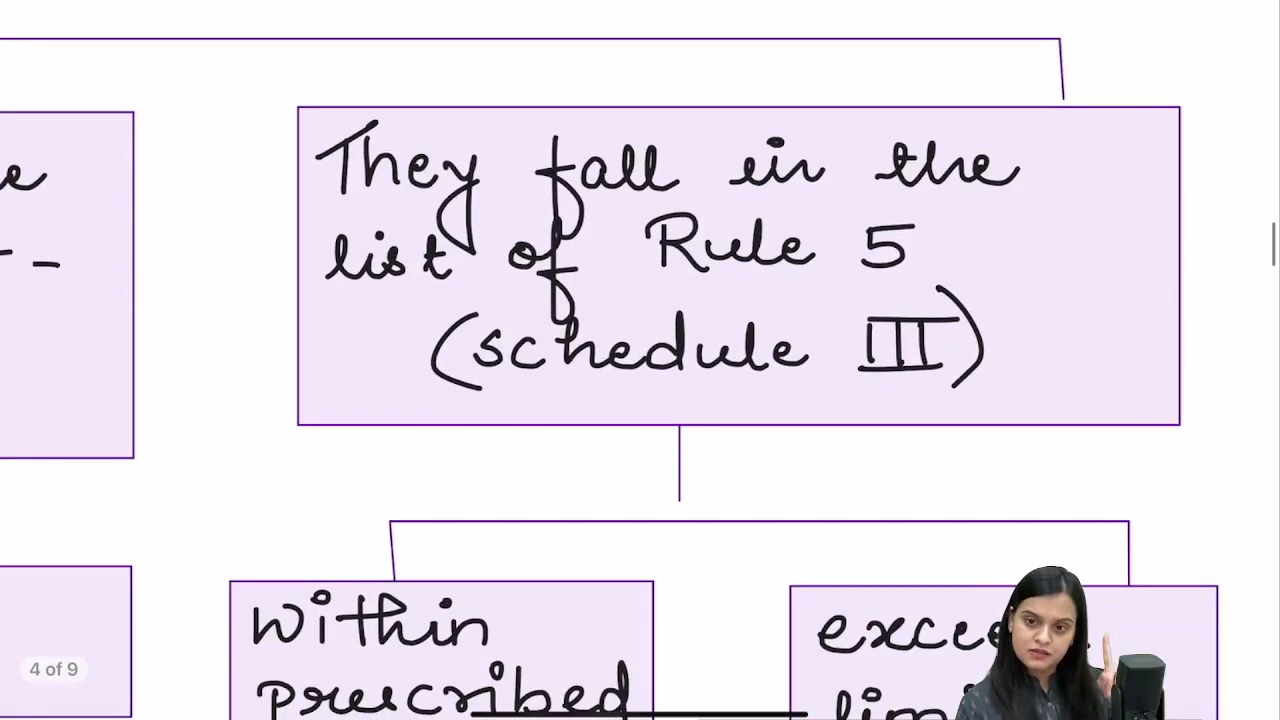 They fall in the
list of Rule 5
(schedule III)
within
prescribed
4 of 9